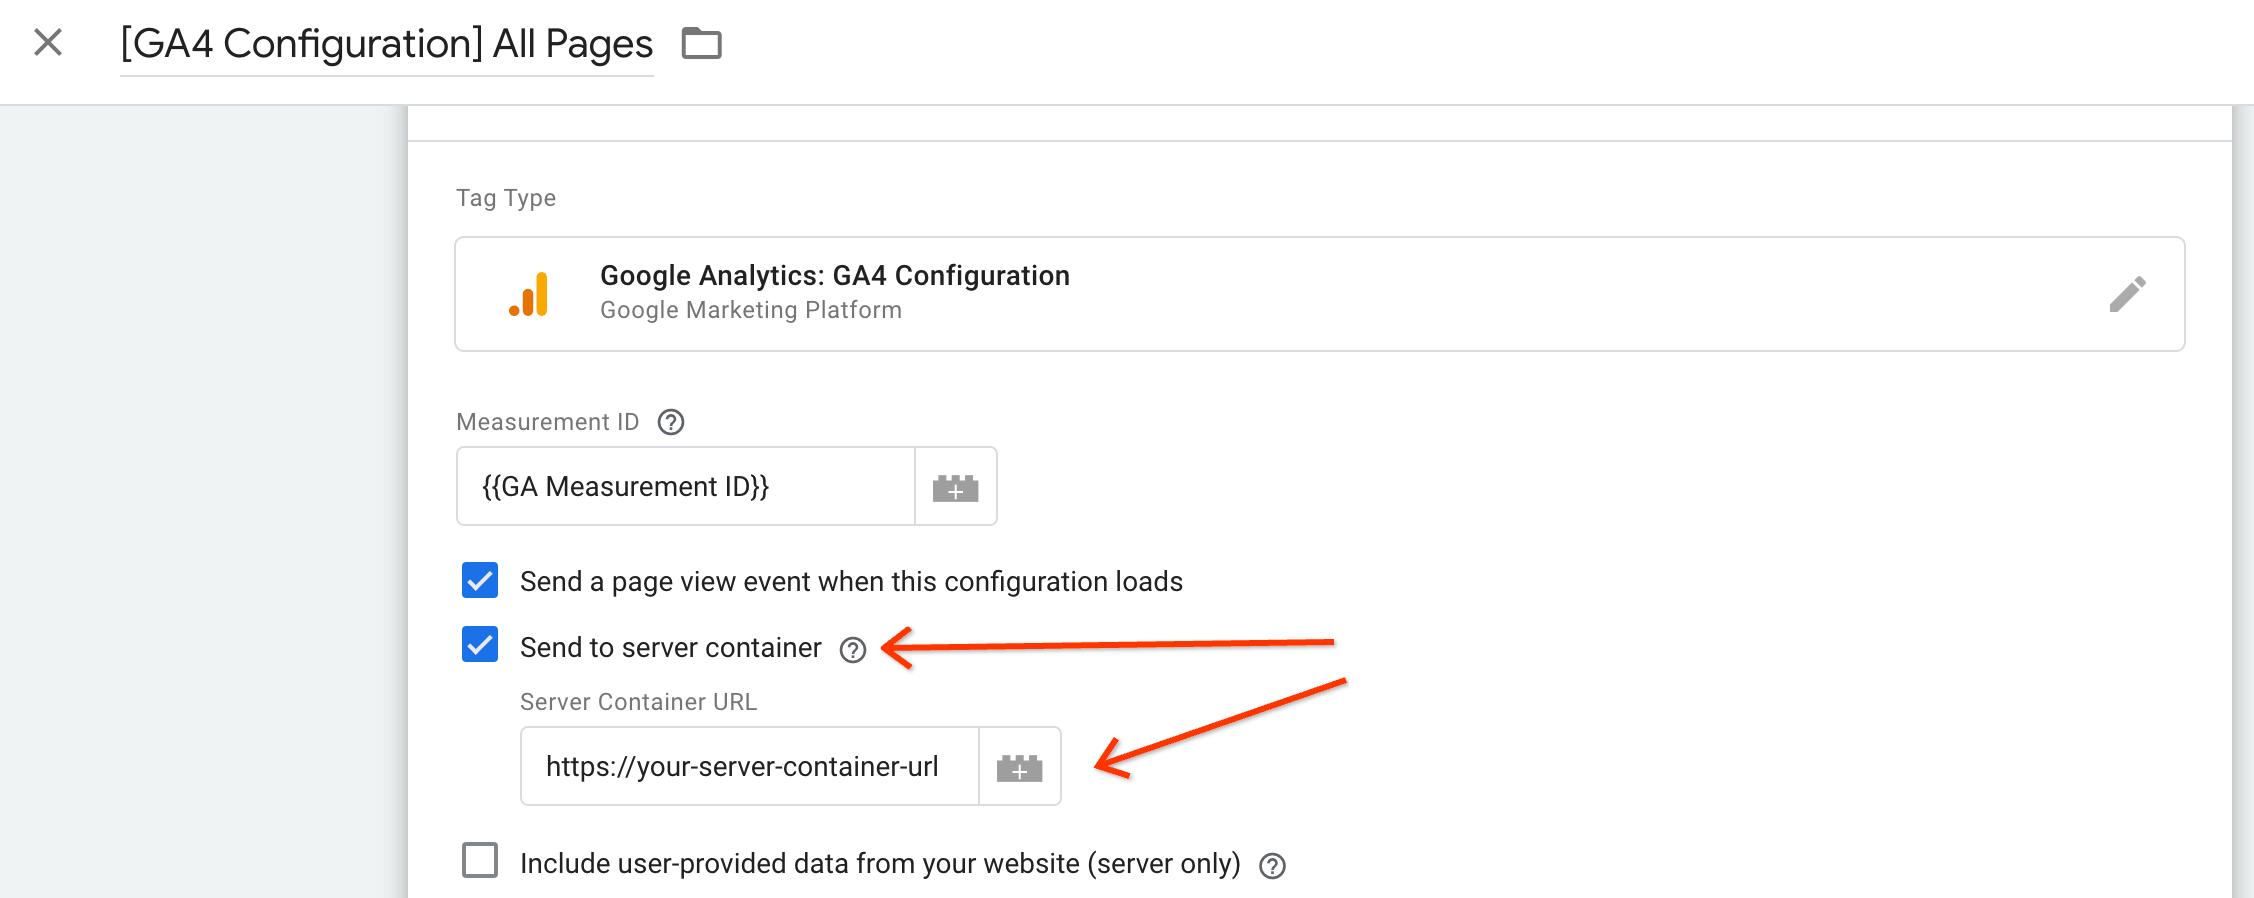 [GA4 Configuration] All Pages
Tag Type
Google Analytics: GA4 Configuration
Google Marketing Platform
Measurement ID
{{GA Measurement ID}}
Send a page view event when this configuration loads
Send to server container
Server Container URL
https://your-server-container-url
Include user-provided data from your website (server only)